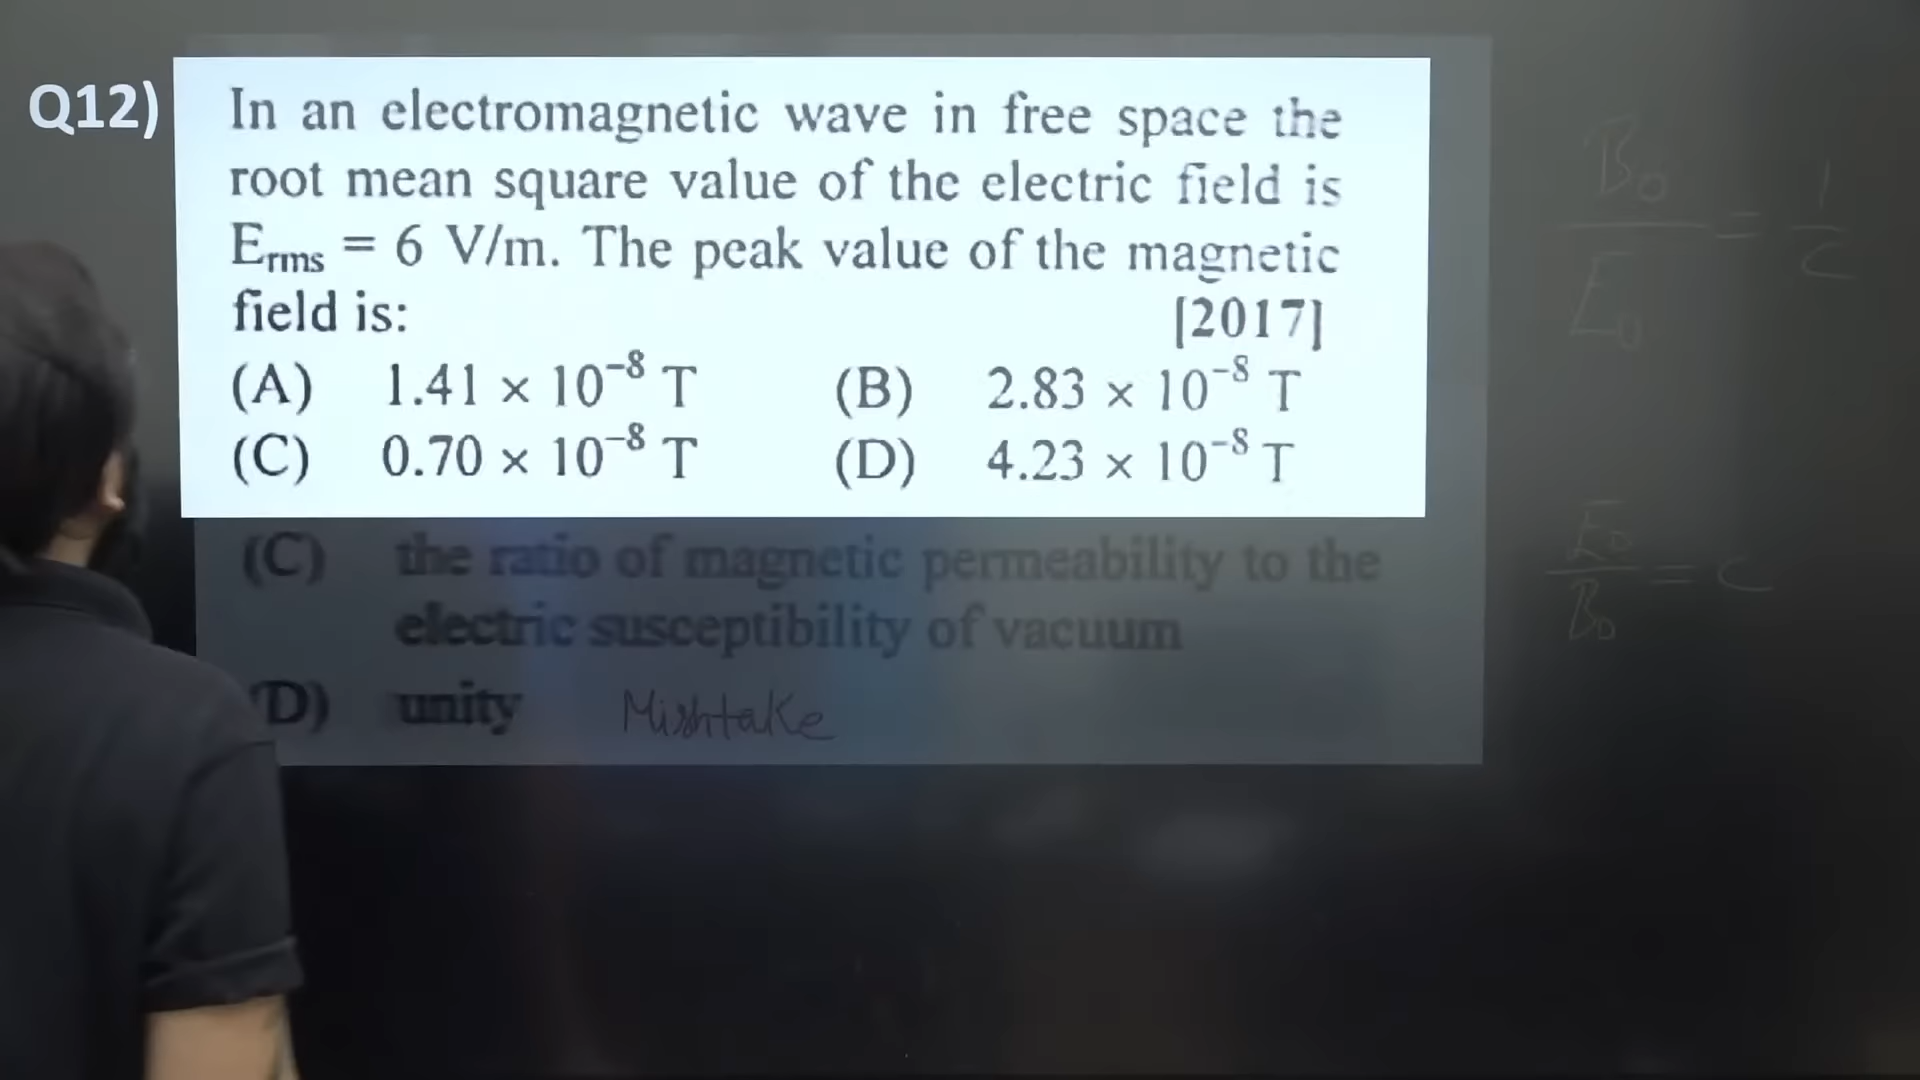 Q12)
In an electromagnetic wave in free space the
root mean square value of the electric field is
Erms = 6 V/m. The peak value of the magnetic
field is: [2017]
(A) 1.41 × 10⁻⁸ T (B) 2.83 × 10⁻⁸ T
(C) 0.70 × 10⁻⁸ T (D) 4.23 × 10⁻⁸ T
(C) the ratio of magnetic permeability to the
electric susceptibility of vacuum
D) unity Mishtake
B₀/E₀ = 1/c
E₀/B₀ = c